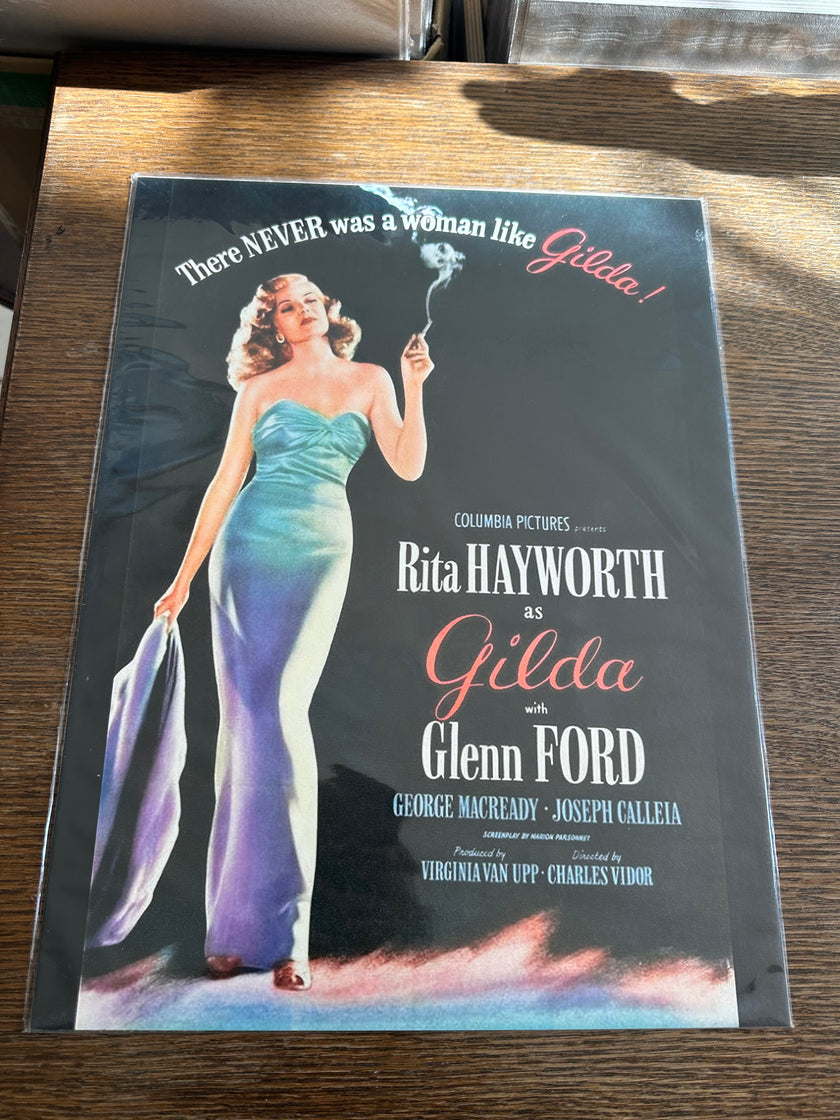 There NEVER was a woman like Gilda!
COLUMBIA PICTURES presents
Rita HAYWORTH
as
Gilda
with
Glenn FORD
GEORGE MACREADY · JOSEPH CALLEIA
SCREENPLAY BY MARION PARSONNET
Produced by Directed by
VIRGINIA VAN UPP · CHARLES VIDOR